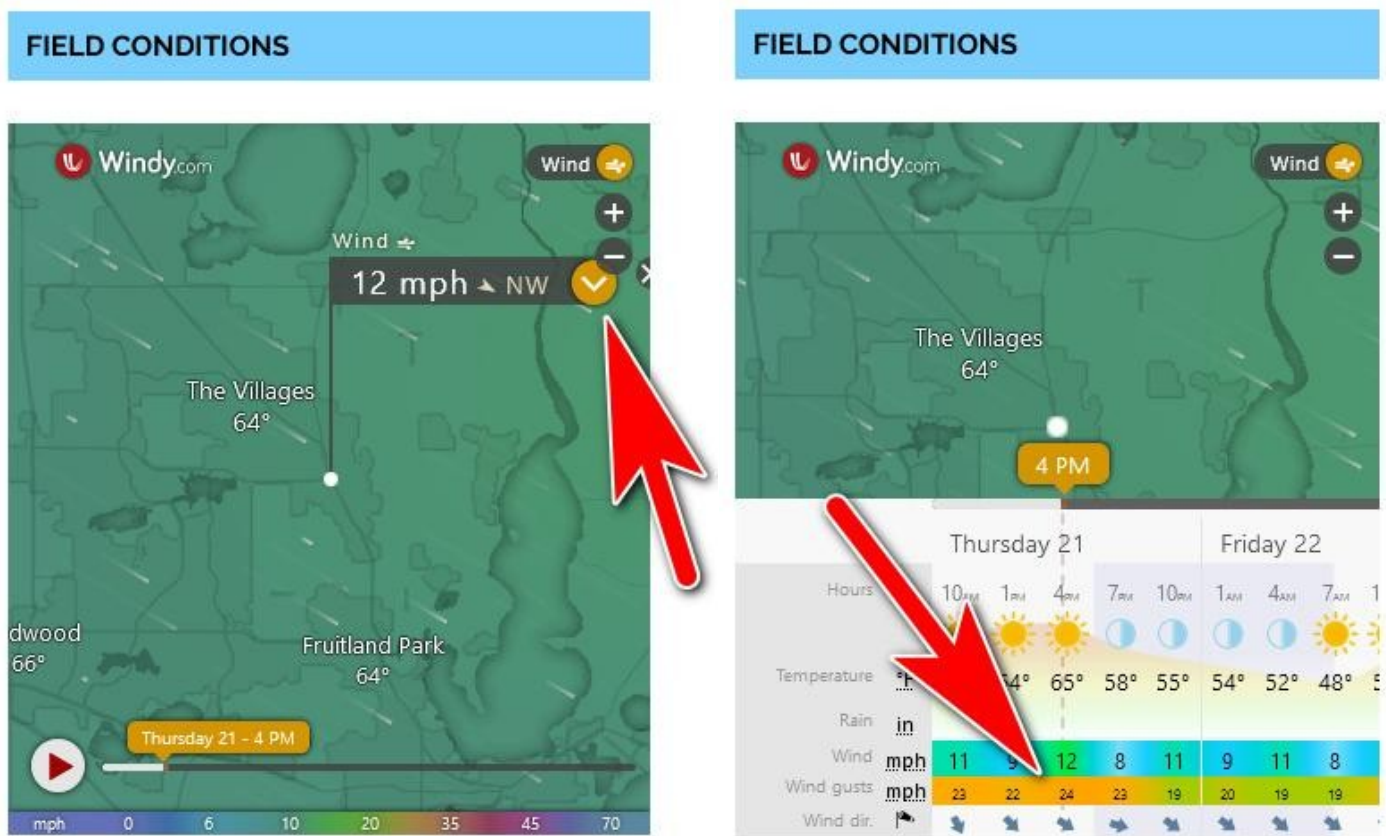 FIELD CONDITIONS
Windy.com
Wind
Wind
12 mph NW
The Villages
64°
dwood
66°
Fruitland Park
64°
Thursday 21 - 4 PM
mph 0 6 10 20 35 45 70
FIELD CONDITIONS
Windy.com
Wind
The Villages
64°
4 PM
Thursday 21 Friday 22
Hours 10AM 1PM 4PM 7PM 10PM 1AM 4AM 7AM 1
Temperature °F 65° 58° 55° 54° 52° 48° 5
Rain in
Wind mph 11 9 12 8 11 9 11 8
Wind gusts mph 23 22 24 23 19 20 19 19
Wind dir.